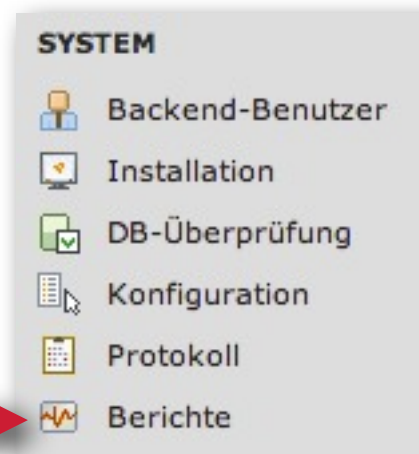 SYSTEM
Backend-Benutzer
Installation
DB-Überprüfung
Konfiguration
Protokoll
Berichte